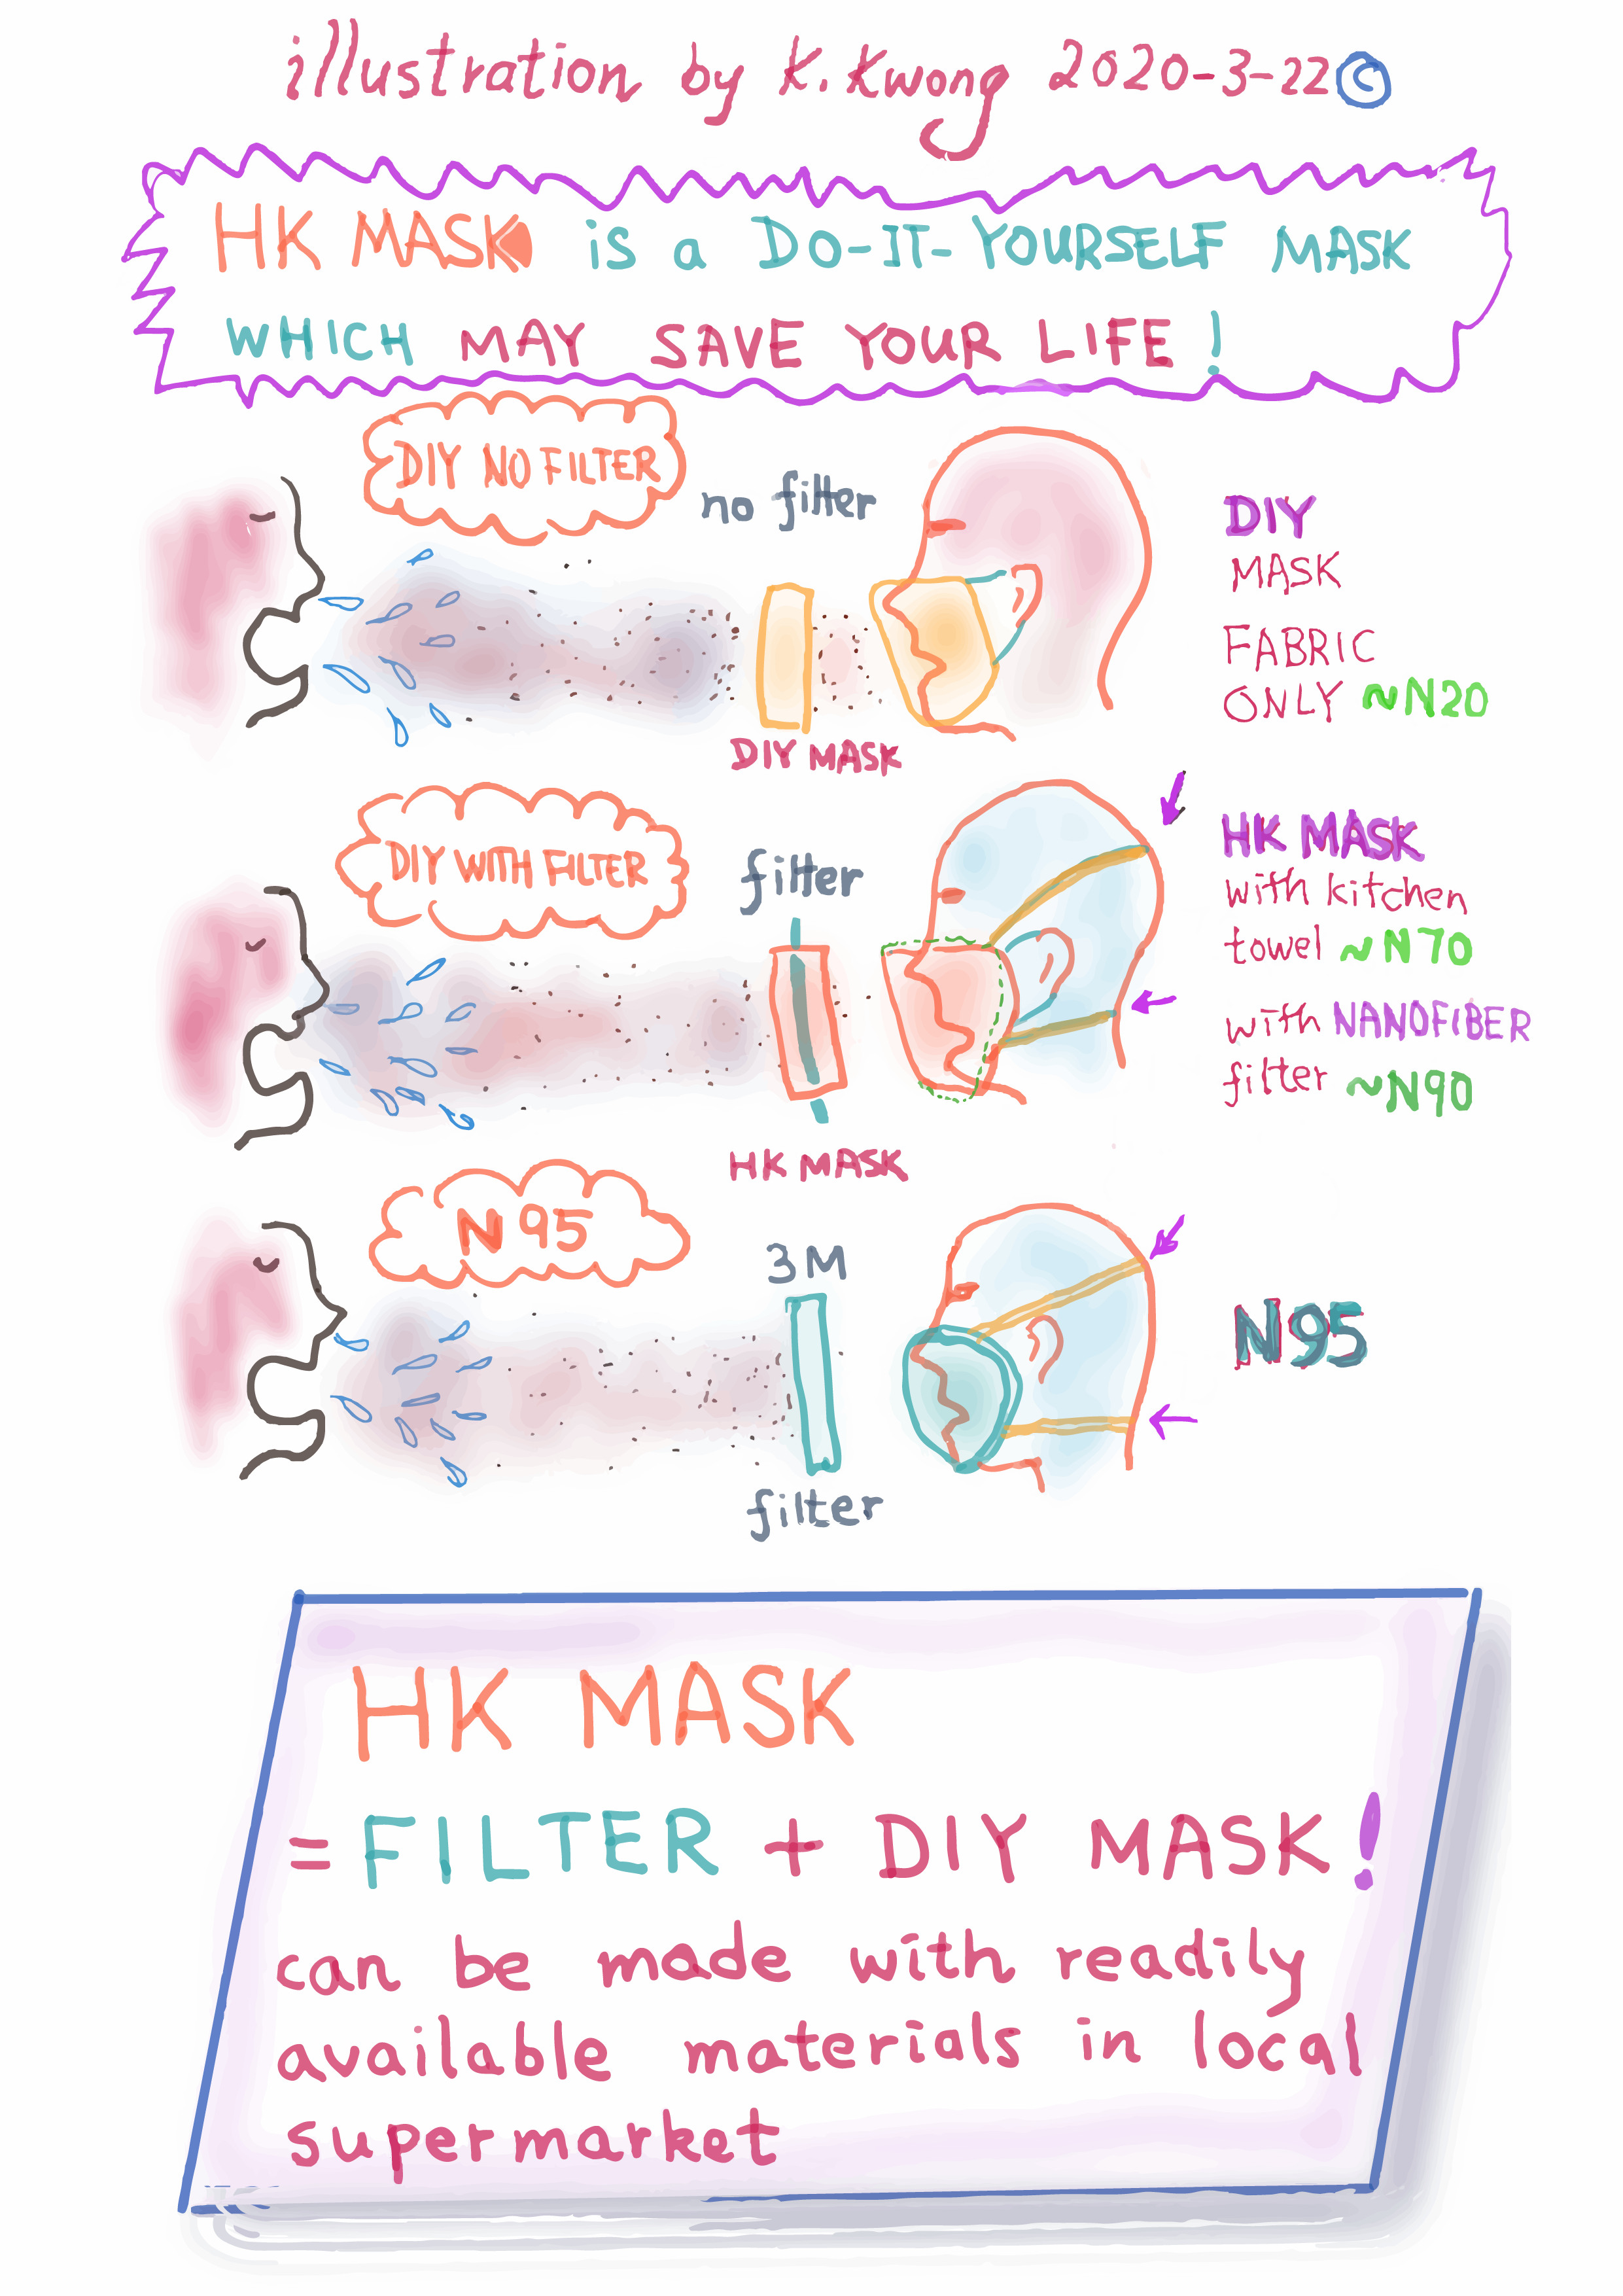 illustration by K. Kwong 2020-3-22 ©
HK MASK is a DO-IT-YOURSELF MASK
WHICH MAY SAVE YOUR LIFE !
DIY NO FILTER
no filter
DIY MASK
DIY
MASK
FABRIC
ONLY ~N20
DIY WITH FILTER
filter
HK MASK
HK MASK
with kitchen
towel ~N70
with NANOFIBER
filter ~N90
N95
3M
filter
N95
HK MASK
= FILTER + DIY MASK!
can be made with readily
available materials in local
supermarket